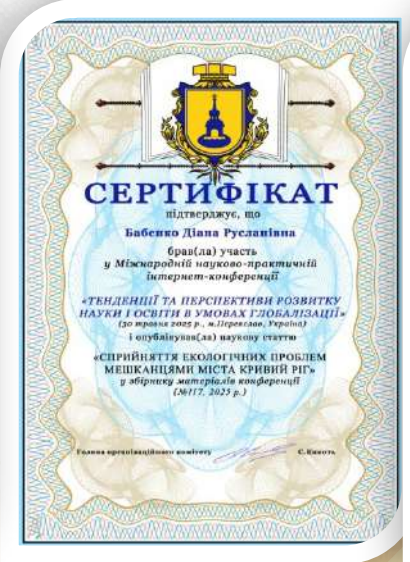 СЕРТИФІКАТ
підтверджує, що
Бабенко Діана Русланівна
брав(ла) участь
у Міжнародній науково-практичній
інтернет-конференції
«ТЕНДЕНЦІЇ ТА ПЕРСПЕКТИВИ РОЗВИТКУ
НАУКИ І ОСВІТИ В УМОВАХ ГЛОБАЛІЗАЦІЇ»
(30 травня 2025 р., м.Переяслав, Україна)
і опублікував(ла) наукову статтю
«СПРИЙНЯТТЯ ЕКОЛОГІЧНИХ ПРОБЛЕМ
МЕШКАНЦЯМИ МІСТА КРИВИЙ РІГ»
у збірнику матеріалів конференції
(№117, 2025 р.)
Голова організаційного комітету С. Кикоть